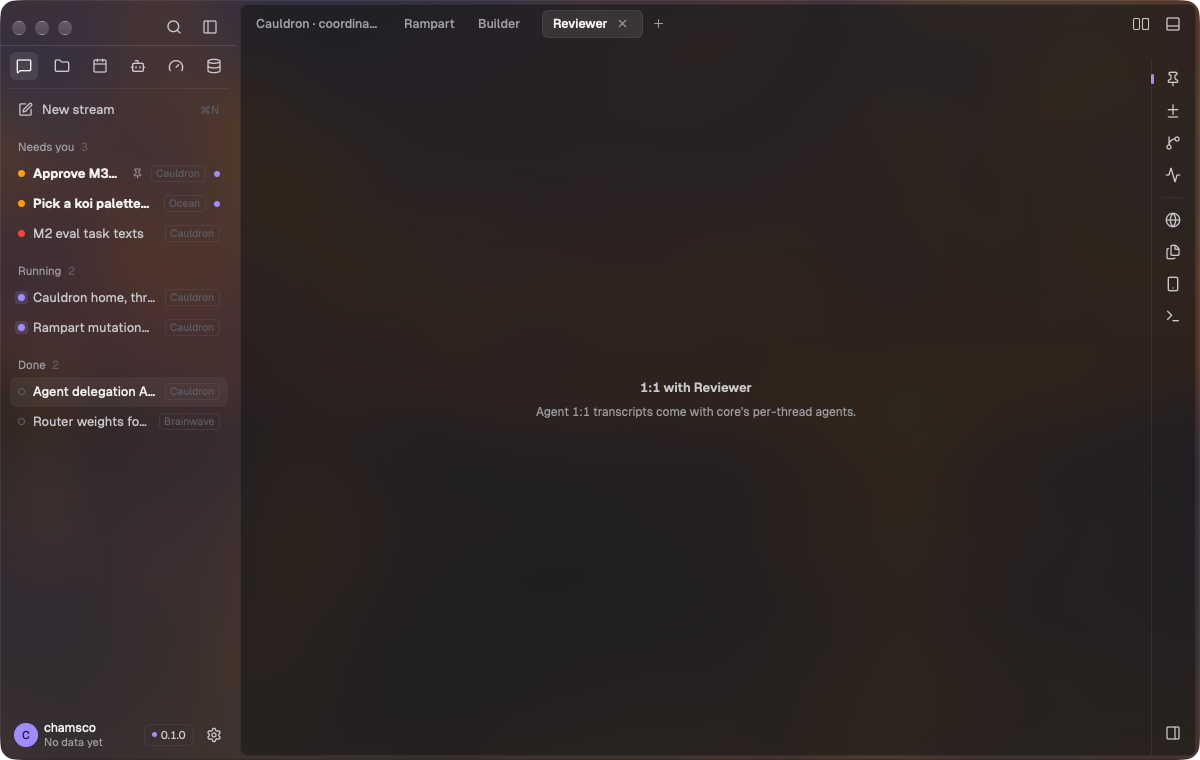 Cauldron · coordina...
Rampart
Builder
Reviewer
New stream ⌘N
Needs you 3
Approve M3... Cauldron
Pick a koi palette... Ocean
M2 eval task texts Cauldron
Running 2
Cauldron home, thr... Cauldron
Rampart mutation... Cauldron
Done 2
Agent delegation A... Cauldron
Router weights fo... Brainwave
1:1 with Reviewer
Agent 1:1 transcripts come with core's per-thread agents.
C
chamsco
No data yet
0.1.0